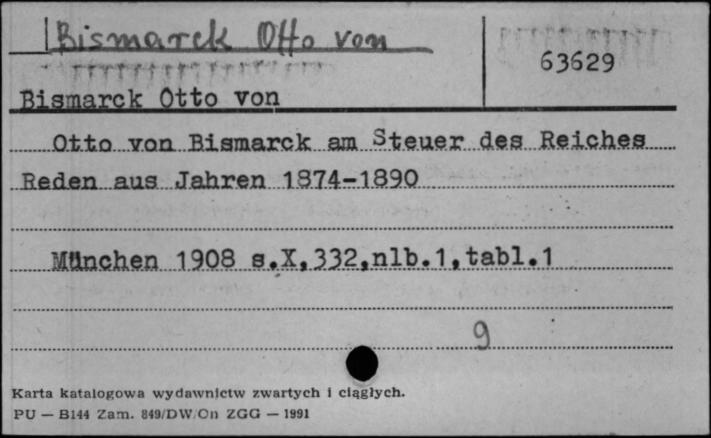 Bismarck Otto von
63629
Bismarck Otto von
Otto von Bismarck am Steuer des Reiches
Reden aus Jahren 1874-1890
München 1908 s.X,332,nlb.1,tabl.1
9
Karta katalogowa wydawnictw zwartych i ciągłych.
PU — B144 Zam. 849/DW/On ZGG — 1991